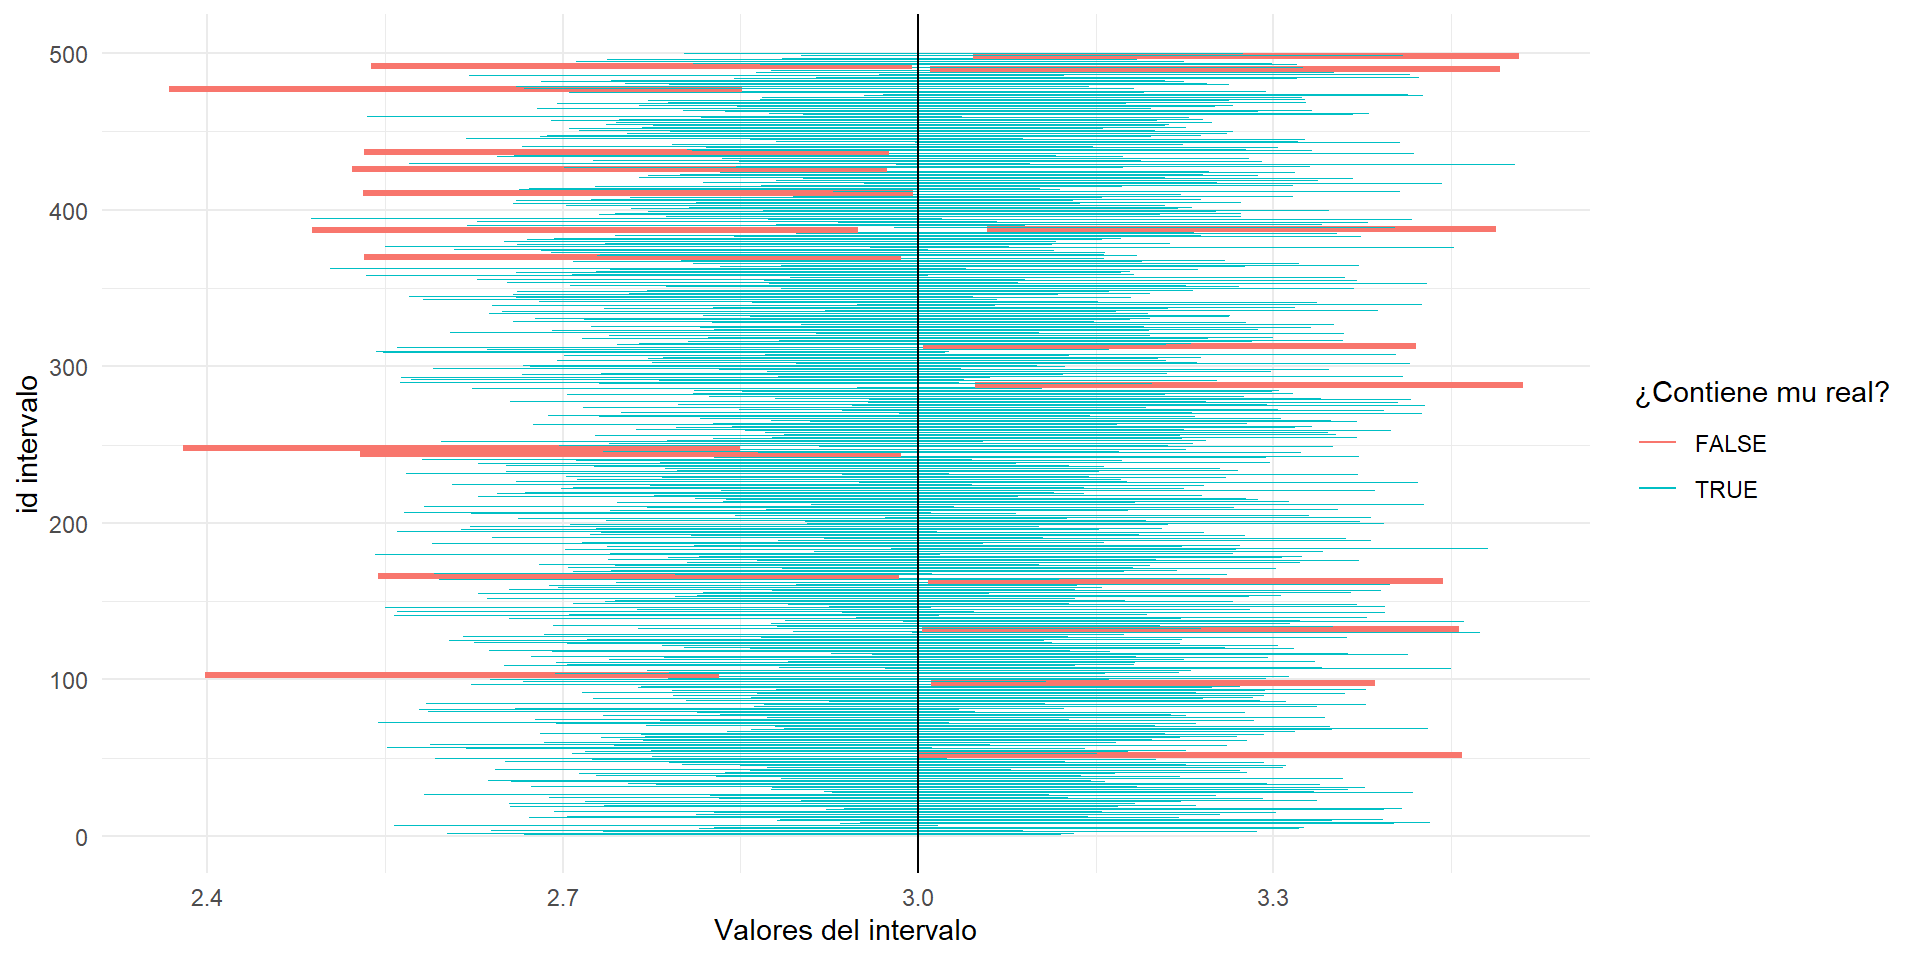 500
400
300
200
100
0
id intervalo
2.4 2.7 3.0 3.3
Valores del intervalo
¿Contiene mu real?
FALSE
TRUE